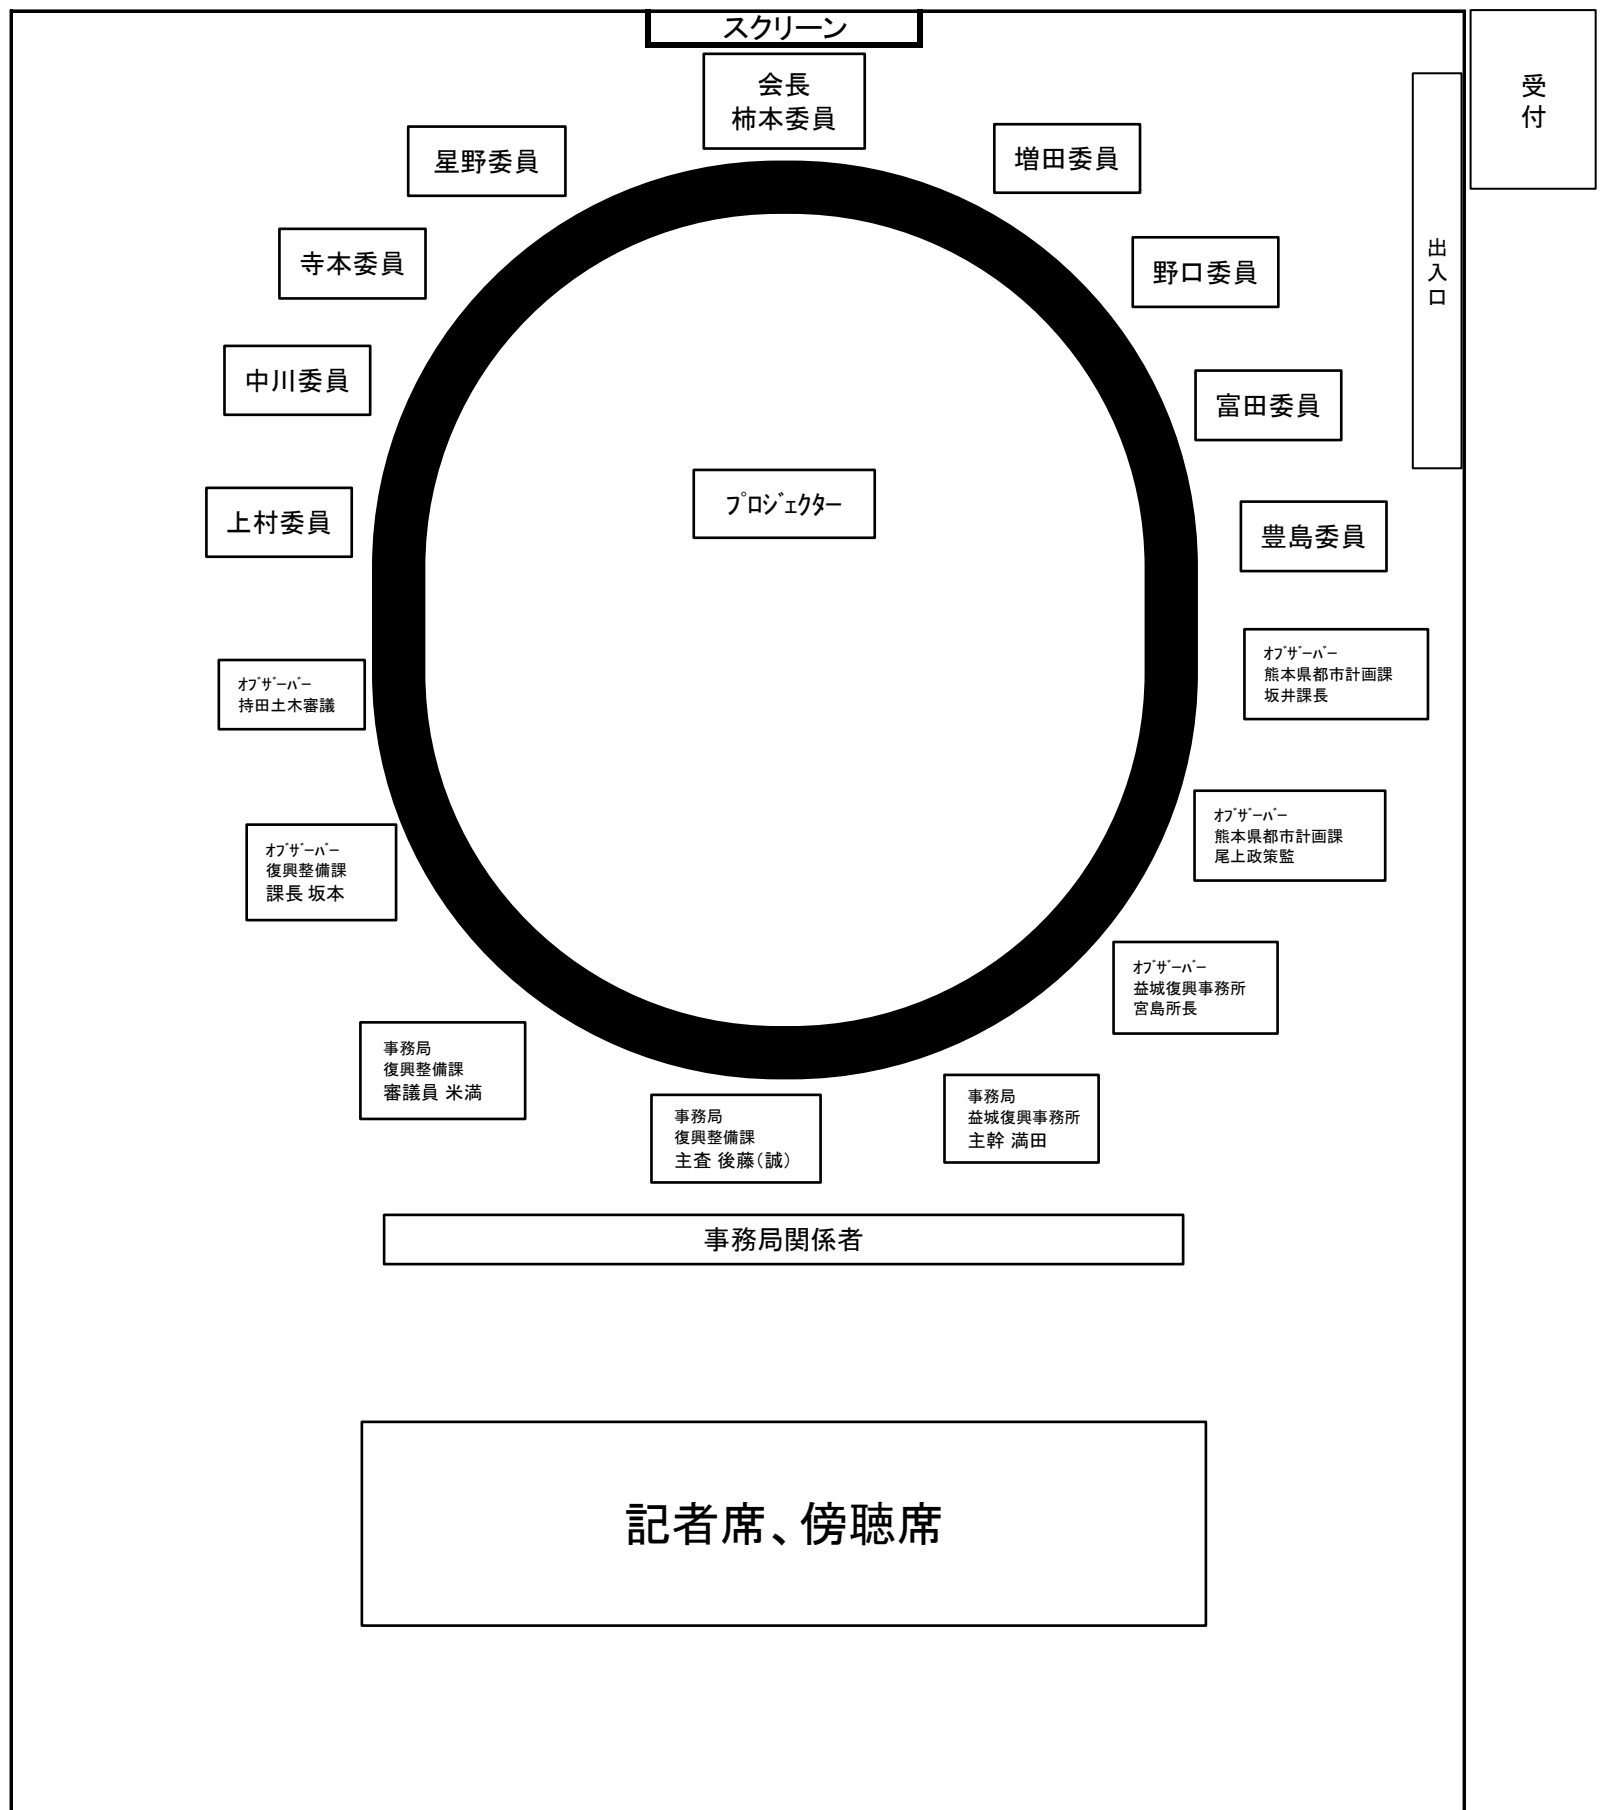 スクリーン
会長
柿本委員
受付
星野委員
増田委員
寺本委員
野口委員
出入口
中川委員
富田委員
プロジェクター
上村委員
豊島委員
オブザーバー
持田土木審議
オブザーバー
熊本県都市計画課
坂井課長
オブザーバー
復興整備課
課長 坂本
オブザーバー
熊本県都市計画課
尾上政策監
オブザーバー
益城復興事務所
宮島所長
事務局
復興整備課
審議員 米満
事務局
復興整備課
主査 後藤（誠）
事務局
益城復興事務所
主幹 満田
事務局関係者
記者席、傍聴席